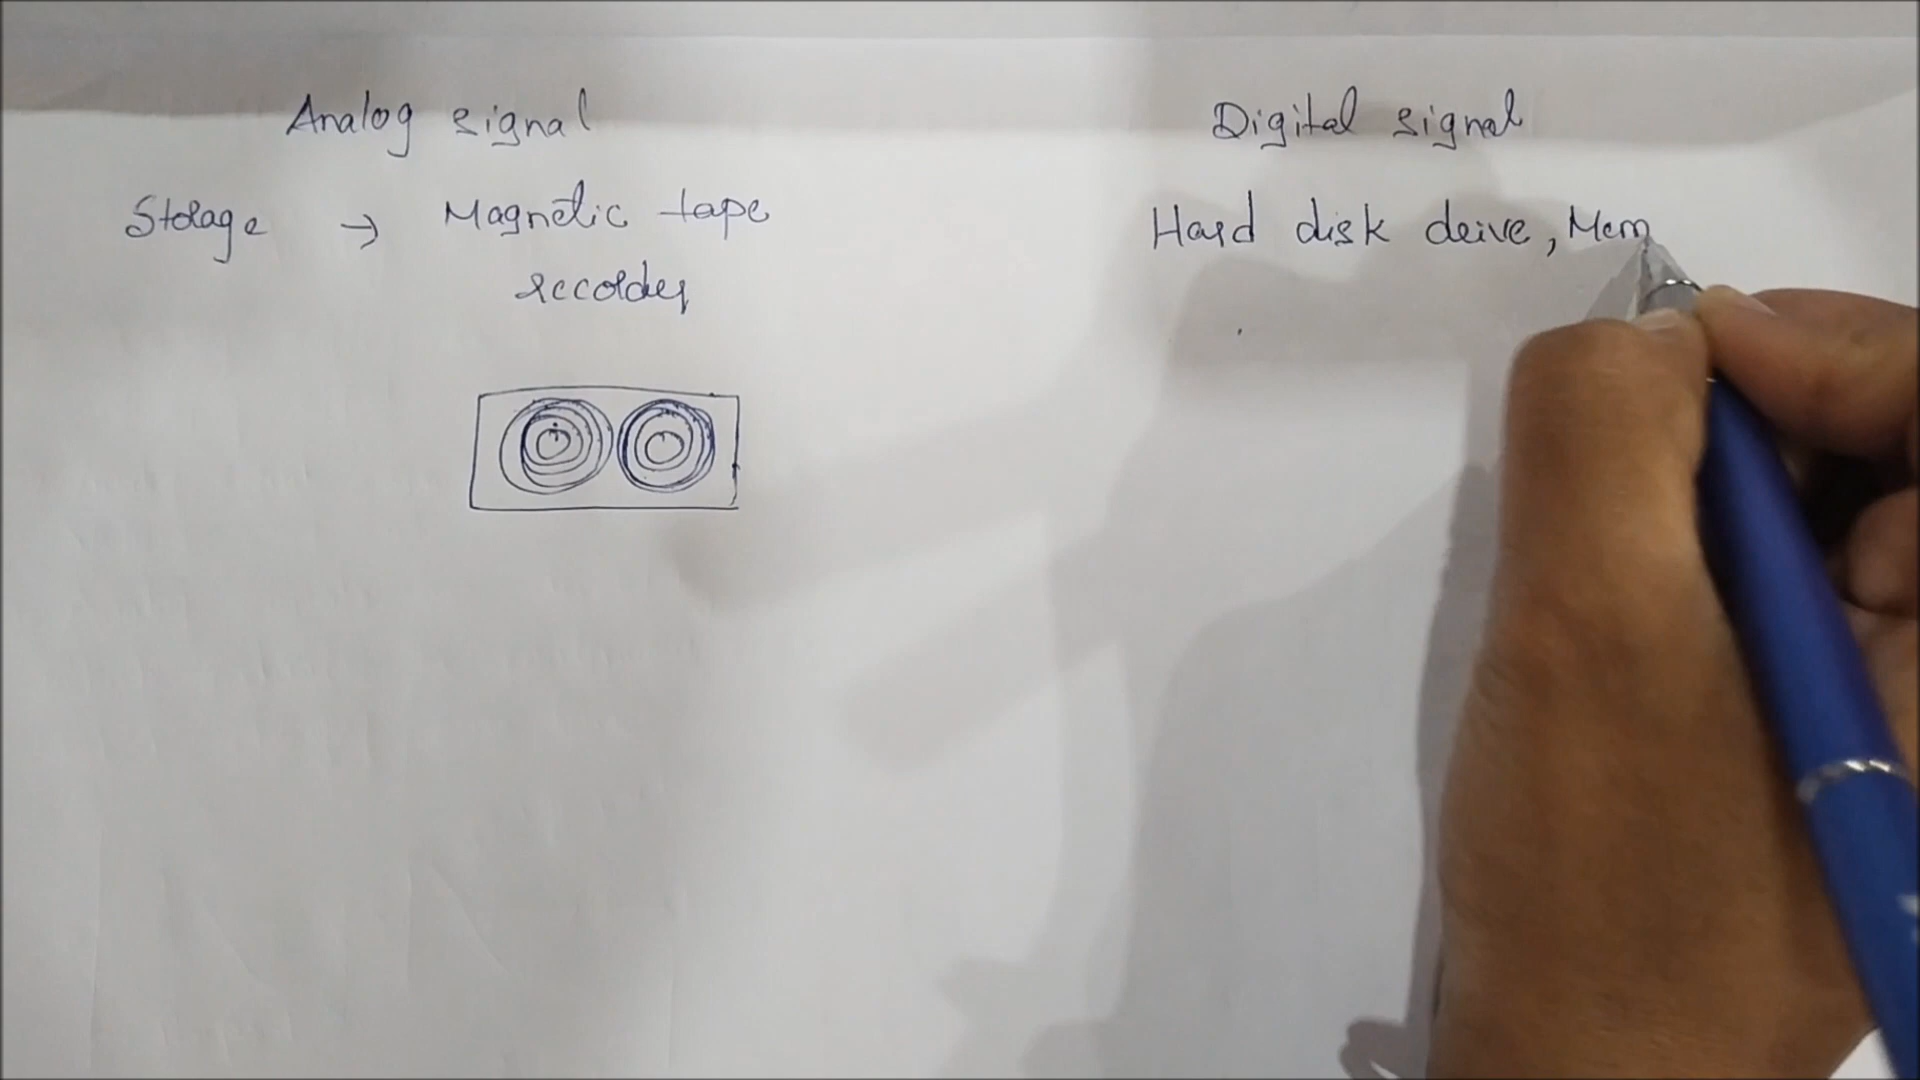 Analog signal
Digital signal
Storage → Magnetic tape
recorder
Hard disk drive, Mem